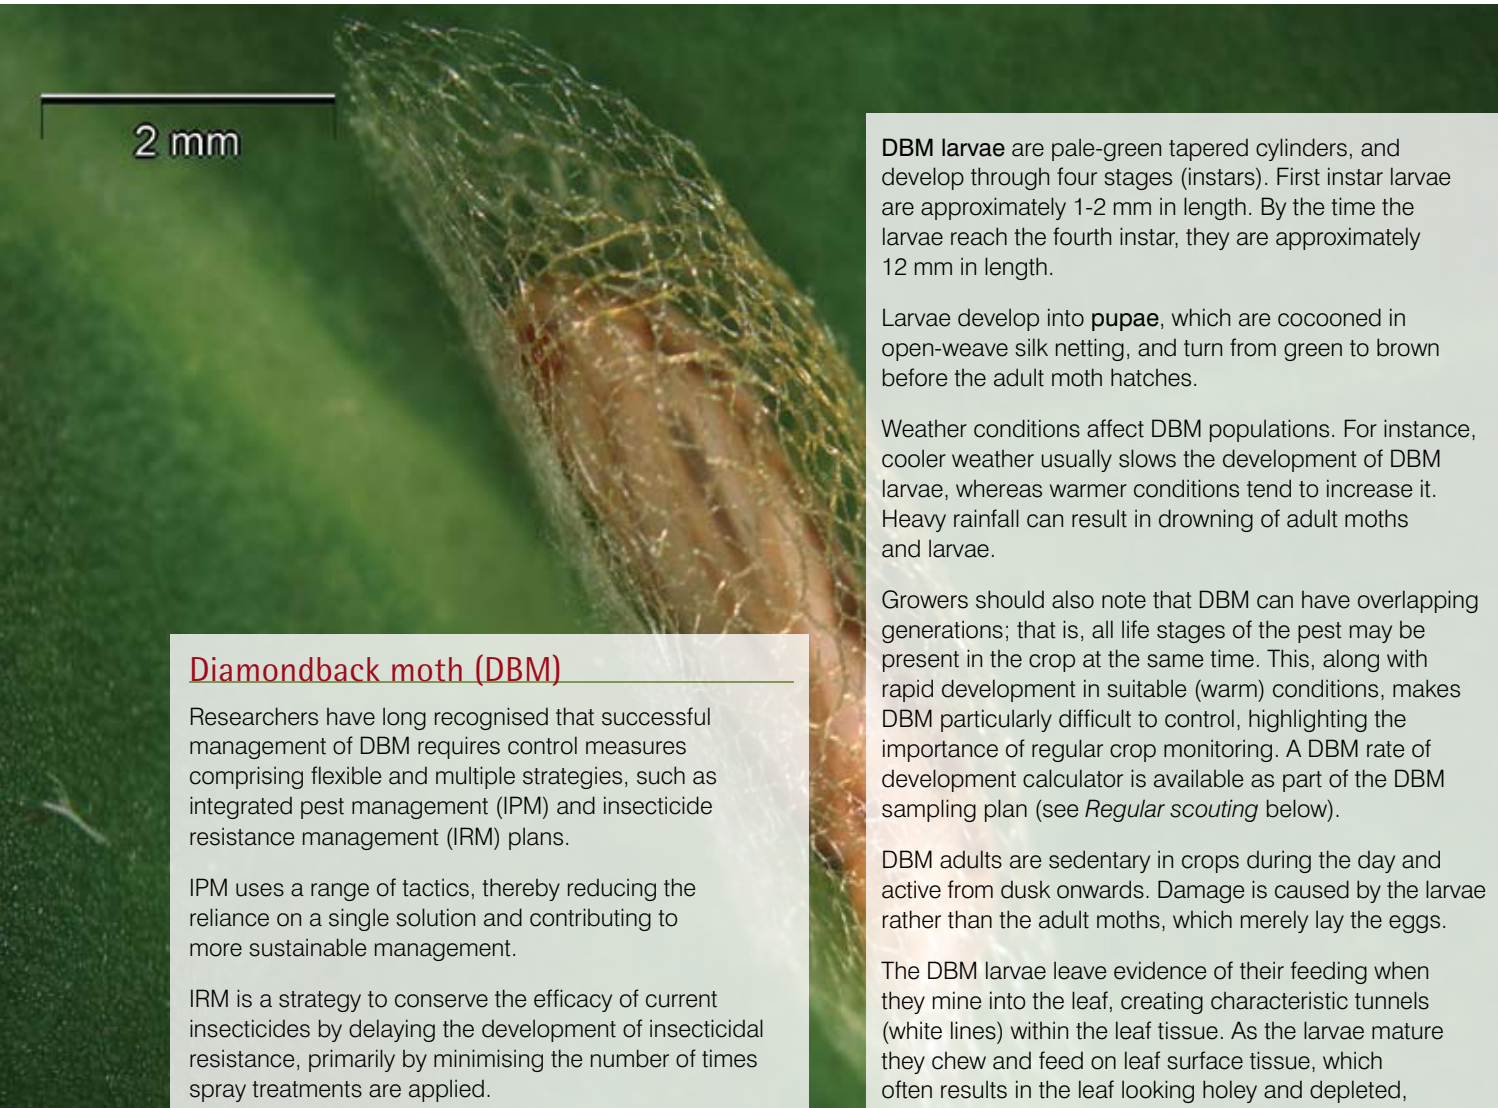 2 mm
Diamondback moth (DBM)
Researchers have long recognised that successful
management of DBM requires control measures
comprising flexible and multiple strategies, such as
integrated pest management (IPM) and insecticide
resistance management (IRM) plans.
IPM uses a range of tactics, thereby reducing the
reliance on a single solution and contributing to
more sustainable management.
IRM is a strategy to conserve the efficacy of current
insecticides by delaying the development of insecticidal
resistance, primarily by minimising the number of times
spray treatments are applied.
DBM larvae are pale-green tapered cylinders, and
develop through four stages (instars). First instar larvae
are approximately 1-2 mm in length. By the time the
larvae reach the fourth instar, they are approximately
12 mm in length.
Larvae develop into pupae, which are cocooned in
open-weave silk netting, and turn from green to brown
before the adult moth hatches.
Weather conditions affect DBM populations. For instance,
cooler weather usually slows the development of DBM
larvae, whereas warmer conditions tend to increase it.
Heavy rainfall can result in drowning of adult moths
and larvae.
Growers should also note that DBM can have overlapping
generations; that is, all life stages of the pest may be
present in the crop at the same time. This, along with
rapid development in suitable (warm) conditions, makes
DBM particularly difficult to control, highlighting the
importance of regular crop monitoring. A DBM rate of
development calculator is available as part of the DBM
sampling plan (see Regular scouting below).
DBM adults are sedentary in crops during the day and
active from dusk onwards. Damage is caused by the larvae
rather than the adult moths, which merely lay the eggs.
The DBM larvae leave evidence of their feeding when
they mine into the leaf, creating characteristic tunnels
(white lines) within the leaf tissue. As the larvae mature
they chew and feed on leaf surface tissue, which
often results in the leaf looking holey and depleted,